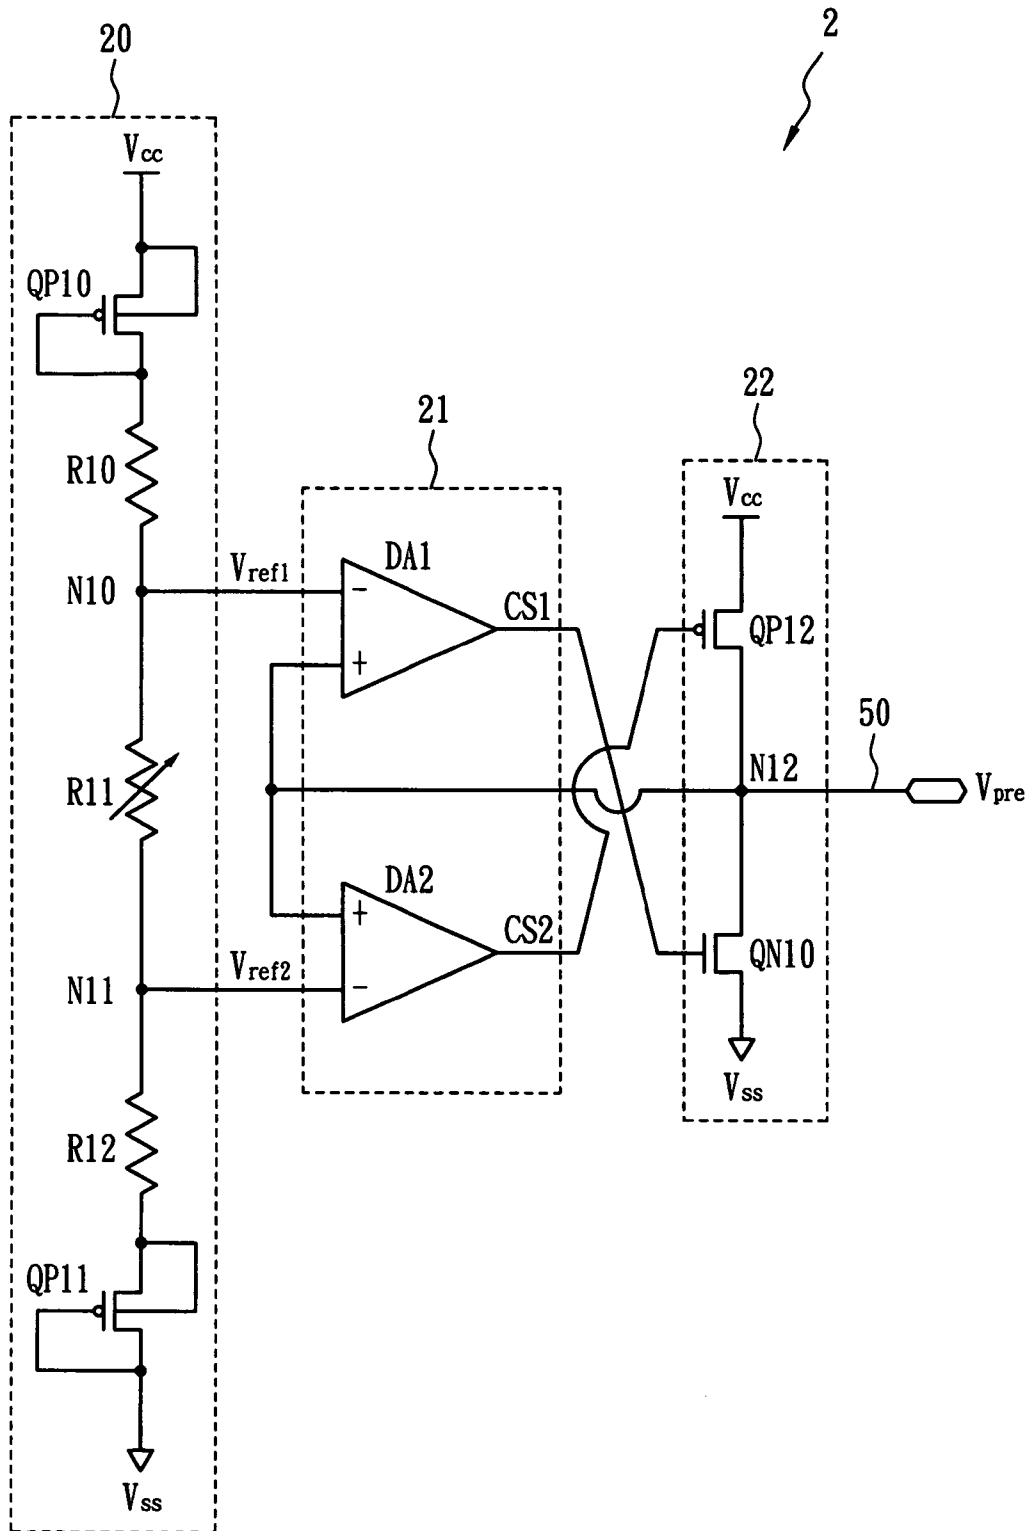 2
20
Vcc
QP10
R10
N10
Vref1
R11
N11
Vref2
R12
QP11
Vss
21
DA1
-
+
CS1
DA2
+
-
CS2
22
Vcc
QP12
N12
50
Vpre
QN10
Vss